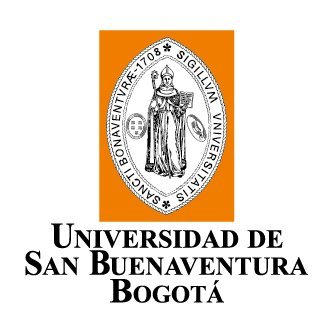 SANCTI BONAVENTVRÆ-1708 ★ SIGILLVM VNIVERSITATIS ★
UNIVERSIDAD DE
SAN BUENAVENTURA
BOGOTÁ